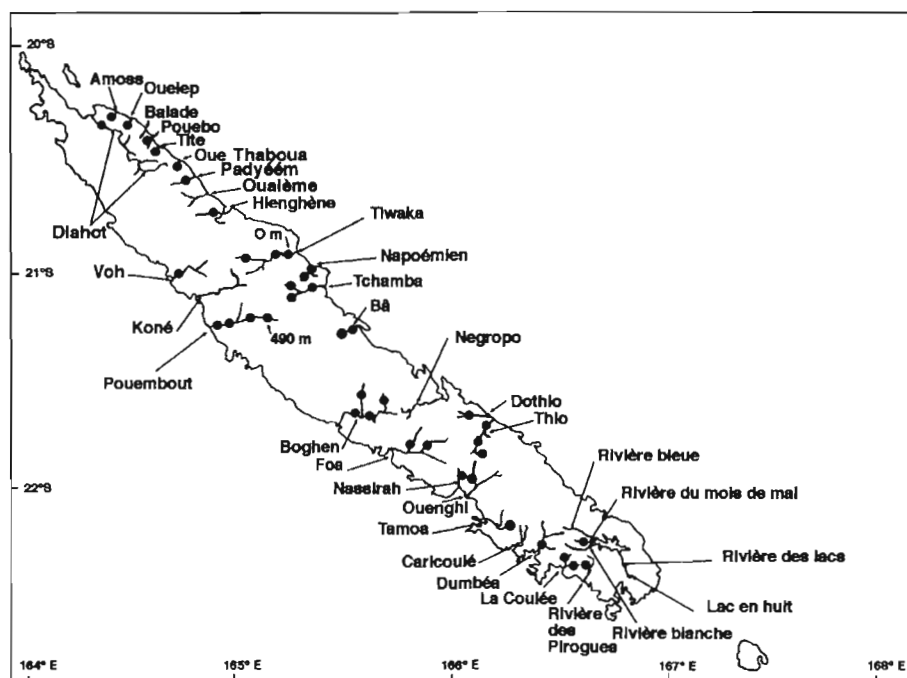 20°S
Amoss
Ouelep
Balade
Pouebo
Tite
Oue Thaboua
Padyéém
Oualème
Hienghène
Diahot
Tiwaka
O m
Napoémien
Voh
21°S
Tchamba
Koné
Bâ
490 m
Negropo
Pouembout
Dothio
Thio
Boghen
Foa
Rivière bleue
Nassirah
22°S
Rivière du mois de mai
Ouenghi
Tamoa
Caricoulé
Rivière des lacs
Dumbéa
La Coulée
Lac en huit
Rivière
des
Pirogues
Rivière blanche
164° E
165° E
166° E
167° E
168° E